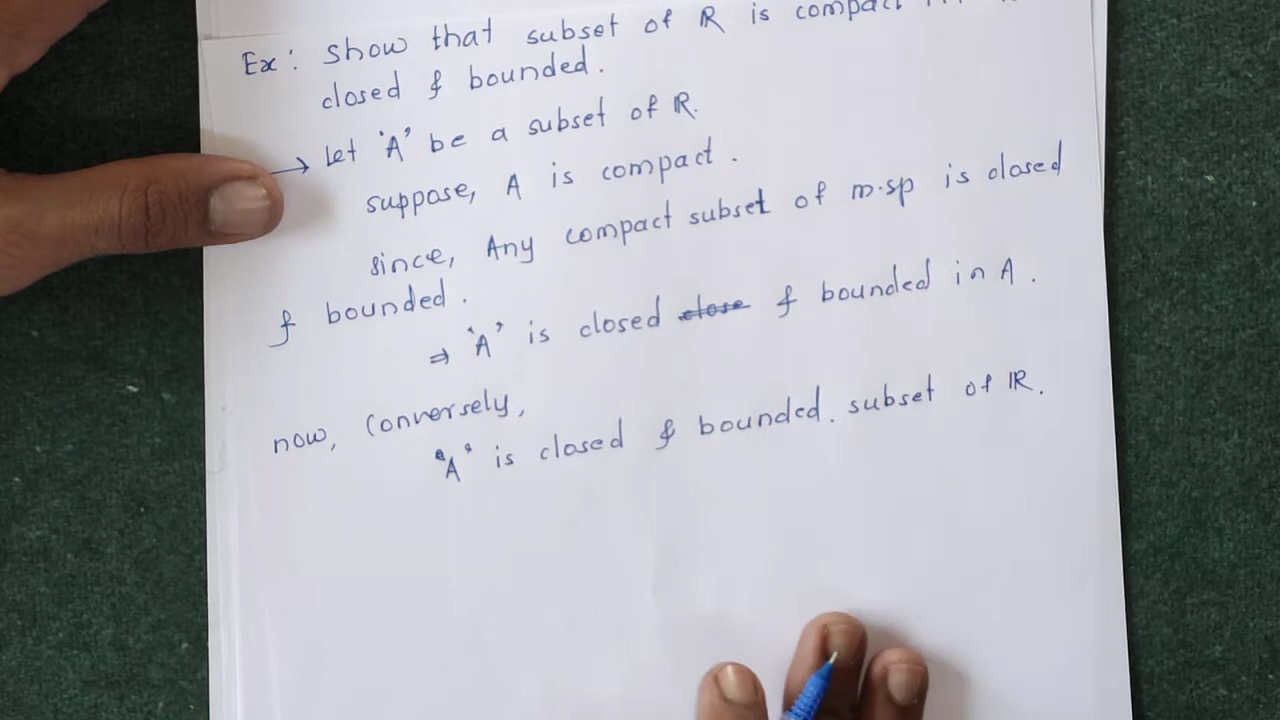 Ex: show that subset of R is compact
closed & bounded.
→ Let 'A' be a subset of R.
suppose, A is compact.
since, Any compact subset of m.sp is closed
& bounded.
⇒ 'A' is closed close & bounded in A.
now, conversely,
'A' is closed & bounded. subset of R.